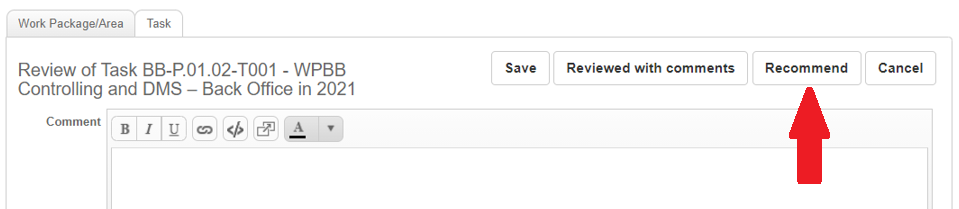 Work Package/Area Task
Review of Task BB-P.01.02-T001 - WPBB
Controlling and DMS – Back Office in 2021
Save Reviewed with comments Recommend Cancel
Comment
B I U A